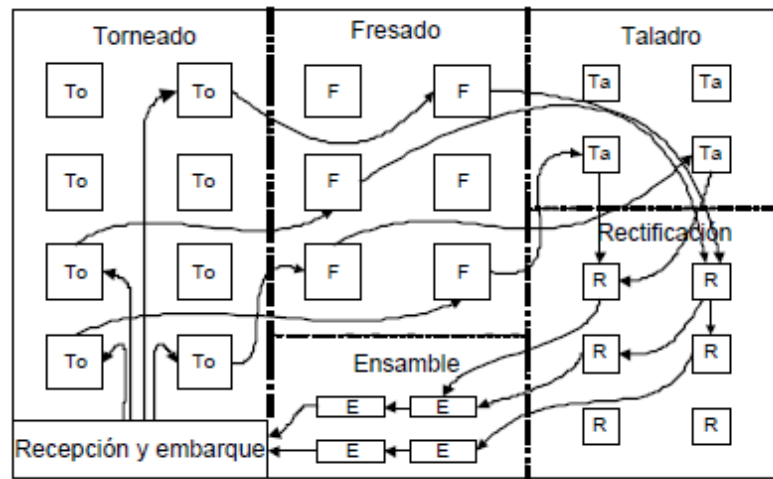 Torneado
Fresado
Taladro
To
To
F
F
Ta
Ta
To
To
F
F
Ta
Ta
Rectificación
To
To
F
F
R
R
To
To
Ensamble
R
R
E
E
R
R
Recepción y embarque
E
E